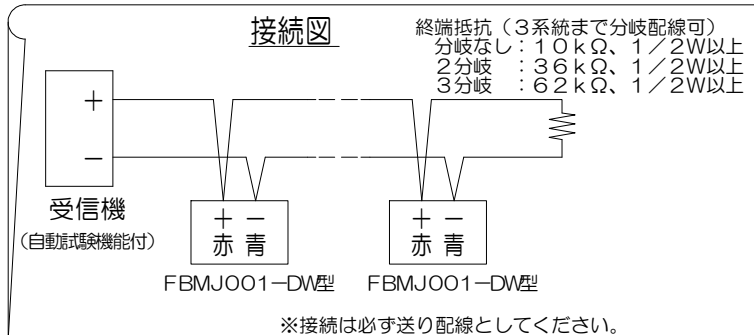 接続図
終端抵抗（３系統まで分岐配線可）
分岐なし：１０ｋΩ、１／２Ｗ以上
２分岐　：３６ｋΩ、１／２Ｗ以上
３分岐　：６２ｋΩ、１／２Ｗ以上
＋
－
受信機
（自動試験機能付）
＋ －
赤 青
ＦＢＭＪ００１－ＤＷ型
＋ －
赤 青
ＦＢＭＪ００１－ＤＷ型
※接続は必ず送り配線としてください。